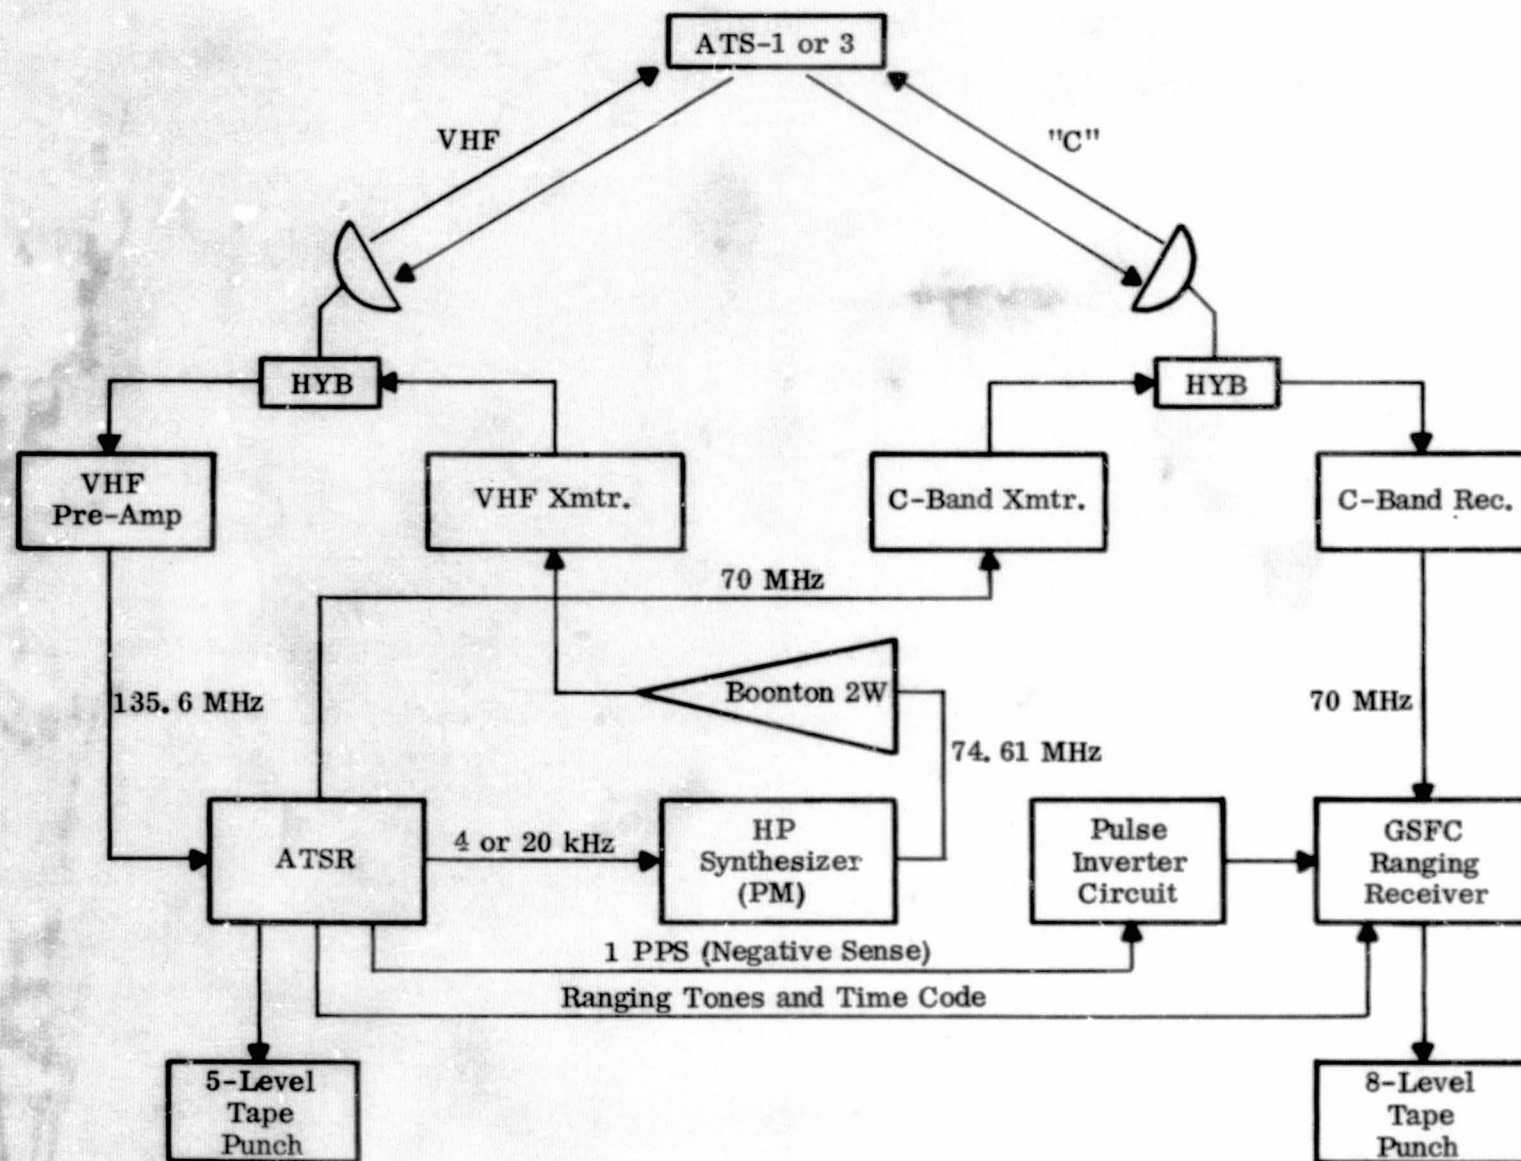 ATS-1 or 3
VHF
"C"
HYB
HYB
VHF
Pre-Amp
VHF Xmtr.
C-Band Xmtr.
C-Band Rec.
70 MHz
135.6 MHz
Boonton 2W
70 MHz
74.61 MHz
ATSR
4 or 20 kHz
HP
Synthesizer
(PM)
Pulse
Inverter
Circuit
GSFC
Ranging
Receiver
1 PPS (Negative Sense)
Ranging Tones and Time Code
5-Level
Tape
Punch
8-Level
Tape
Punch